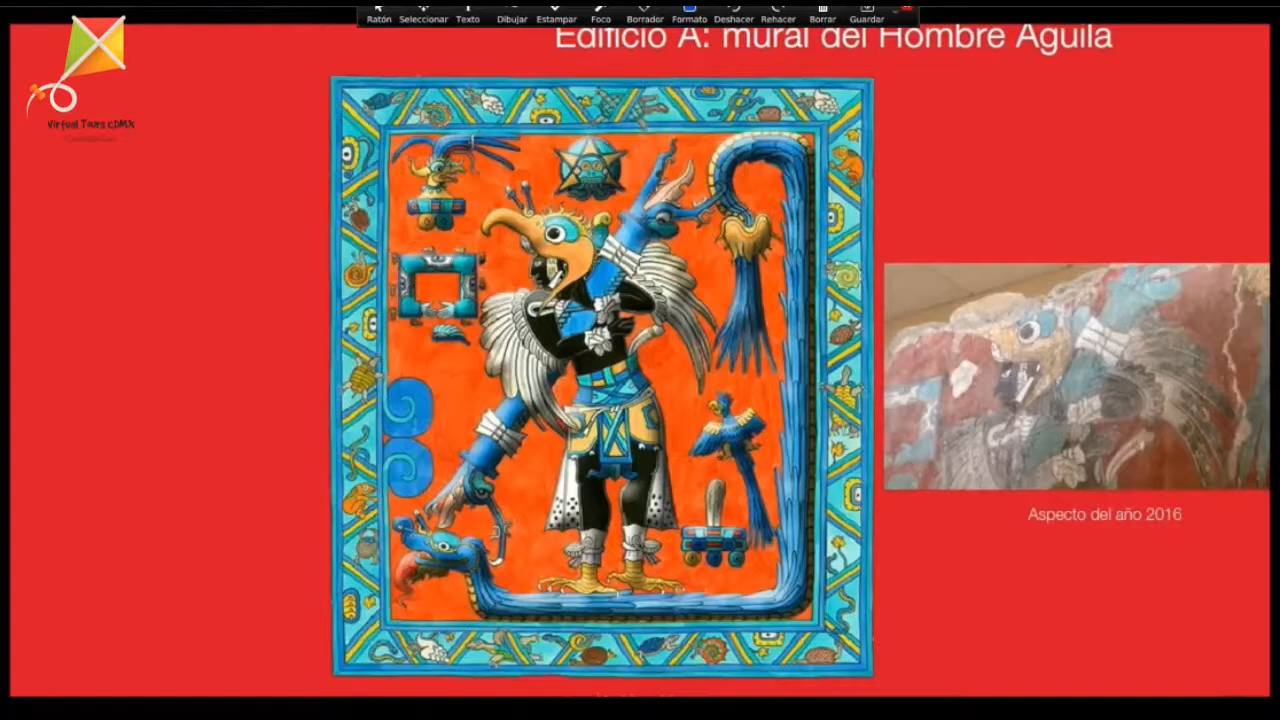 Ratón Seleccionar Texto Dibujar Estampar Foco Borrador Formato Deshacer Rehacer Borrar Guardar
Edificio A: mural del Hombre Águila
Virtual Tours CDMX
Aspecto del año 2016